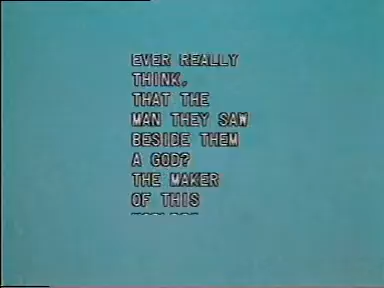 EVER REALLY
THINK,
THAT THE
MAN THEY SAW
BESIDE THEM
A GOD?
THE MAKER
OF THIS